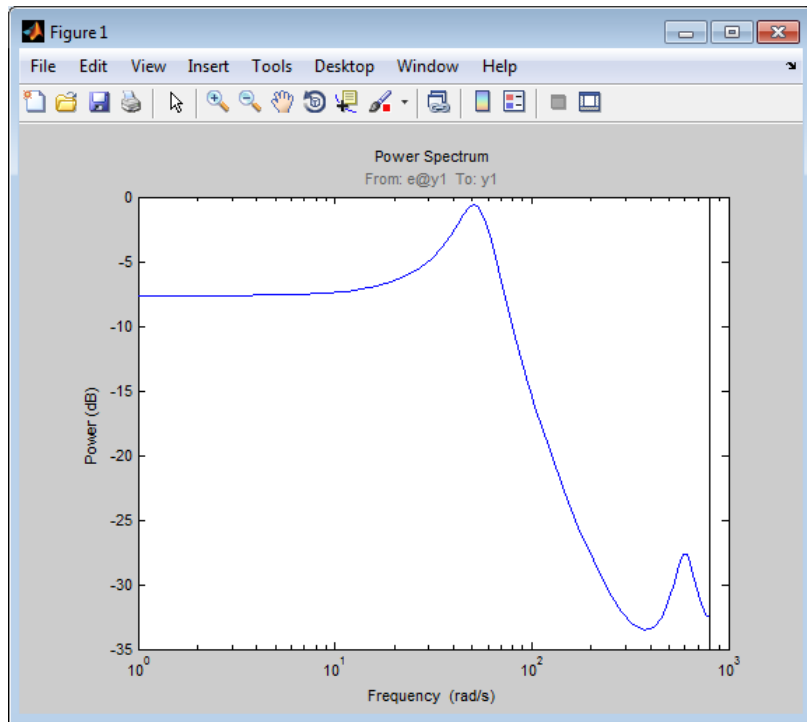 Figure 1
File Edit View Insert Tools Desktop Window Help
Power Spectrum
From: e@y1 To: y1
0
-5
-10
-15
-20
-25
-30
-35
Power (dB)
10^0 10^1 10^2 10^3
Frequency (rad/s)